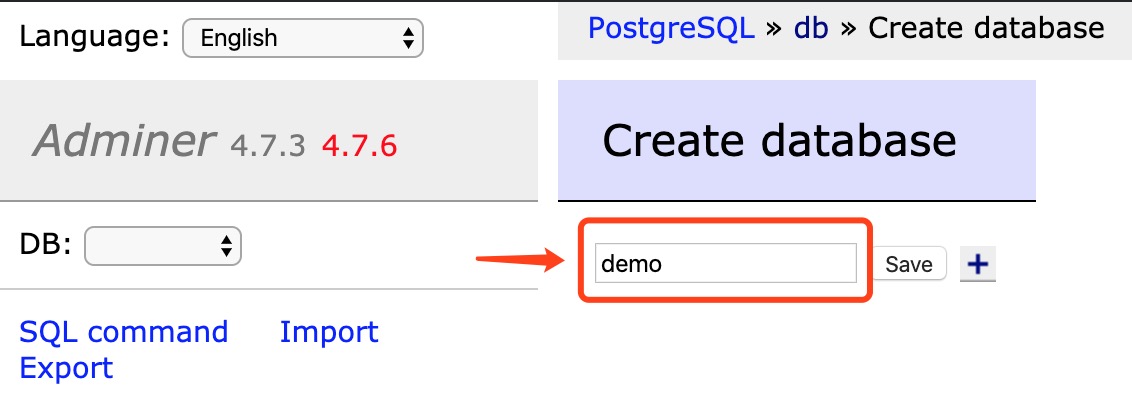 Language: English
PostgreSQL » db » Create database
Adminer 4.7.3 4.7.6
Create database
DB:
demo Save +
SQL command Import
Export